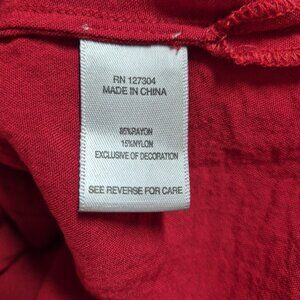 RN 127304
MADE IN CHINA
85%RAYON
15%NYLON
EXCLUSIVE OF DECORATION
SEE REVERSE FOR CARE